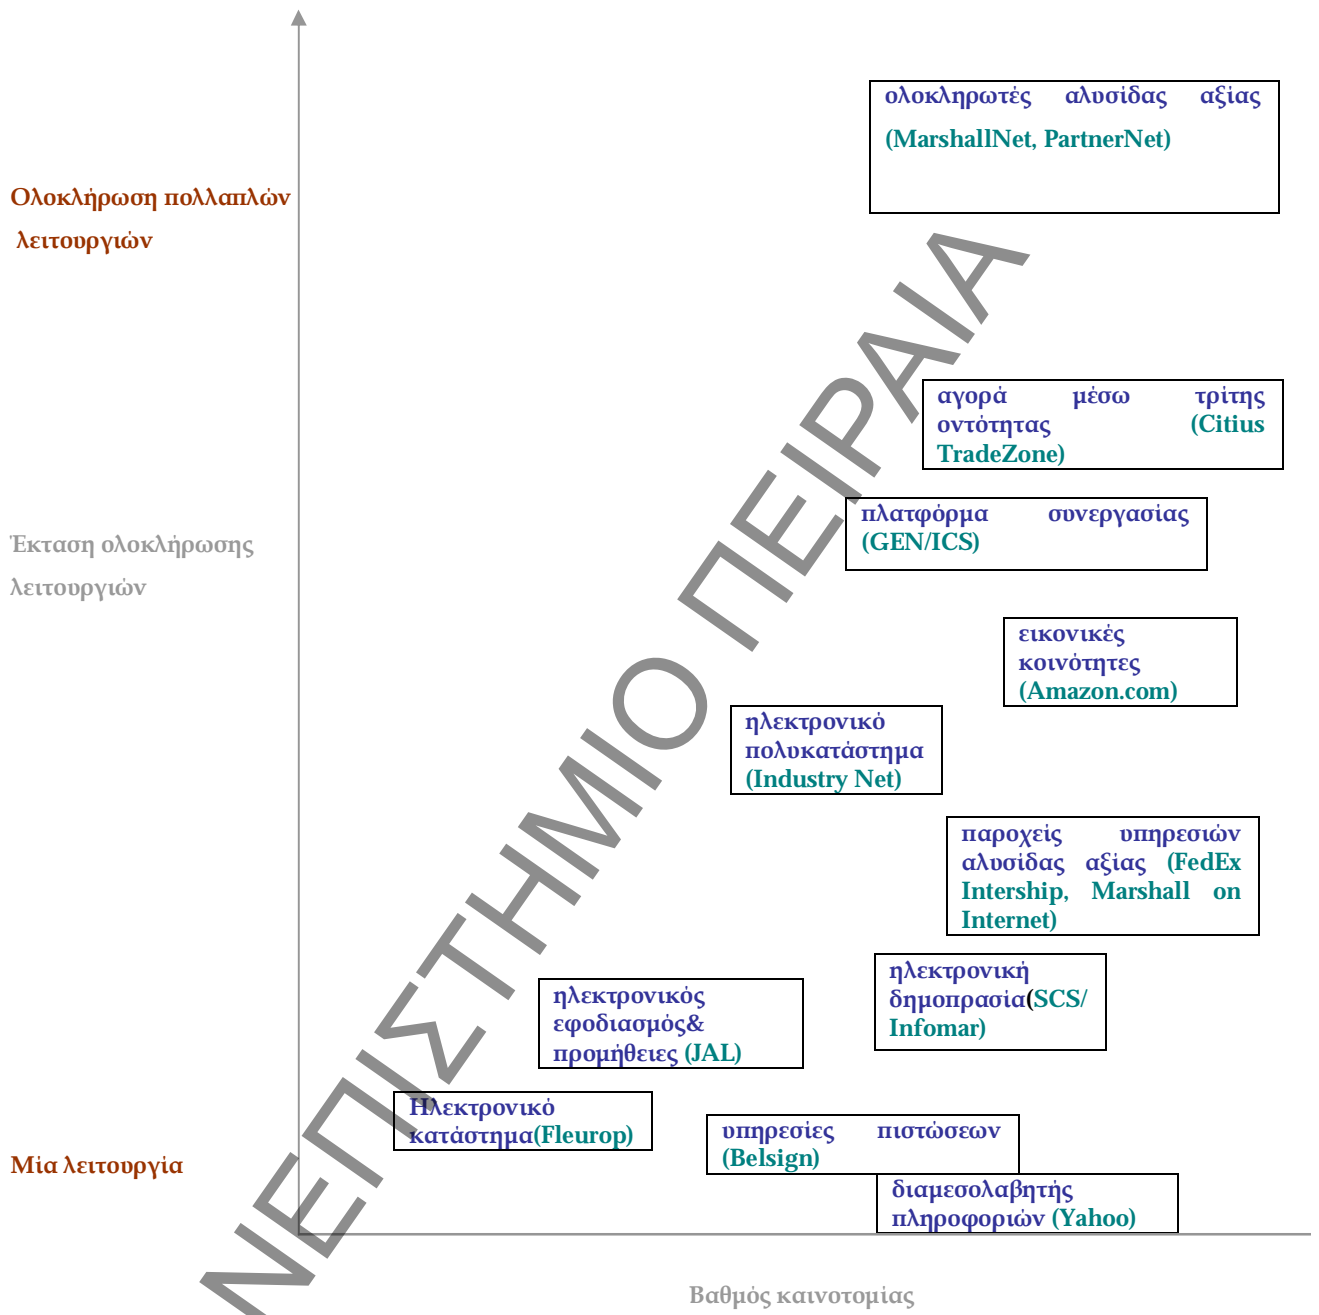 ολοκληρωτές αλυσίδας αξίας
(MarshallNet, PartnerNet)
Ολοκλήρωση πολλαπλών
λειτουργιών
αγορά μέσω τρίτης
οντότητας (Citius
TradeZone)
πλατφόρμα συνεργασίας
(GEN/ICS)
Έκταση ολοκλήρωσης
λειτουργιών
εικονικές
κοινότητες
(Amazon.com)
ηλεκτρονικό
πολυκατάστημα
(Industry Net)
παροχείς υπηρεσιών
αλυσίδας αξίας (FedEx
Intership, Marshall on
Internet)
ηλεκτρονική
δημοπρασία(SCS/
Infomar)
ηλεκτρονικός
εφοδιασμός&
προμήθειες (JAL)
Ηλεκτρονικό
κατάστημα(Fleurop)
υπηρεσίες πιστώσεων
(Belsign)
Μία λειτουργία
διαμεσολαβητής
πληροφοριών (Yahoo)
Βαθμός καινοτομίας
ΝΕΠΙΣΤΗΜΙΟ ΠΕΙΡΑΙΑ